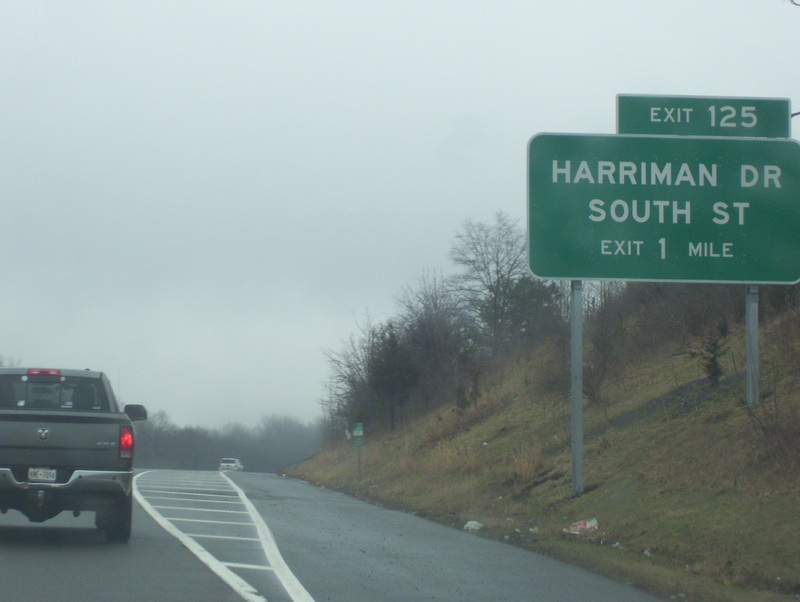 EXIT 125
HARRIMAN DR
SOUTH ST
EXIT 1 MILE